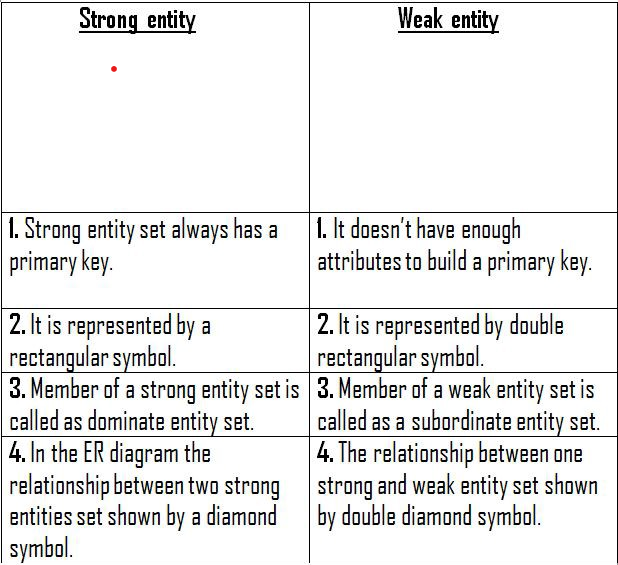 Strong entity
Weak entity
1. Strong entity set always has a
primary key.
1. It doesn't have enough
attributes to build a primary key.
2. It is represented by a
rectangular symbol.
2. It is represented by double
rectangular symbol.
3. Member of a strong entity set is
called as dominate entity set.
3. Member of a weak entity set is
called as a subordinate entity set.
4. In the ER diagram the
relationship between two strong
entities set shown by a diamond
symbol.
4. The relationship between one
strong and weak entity set shown
by double diamond symbol.